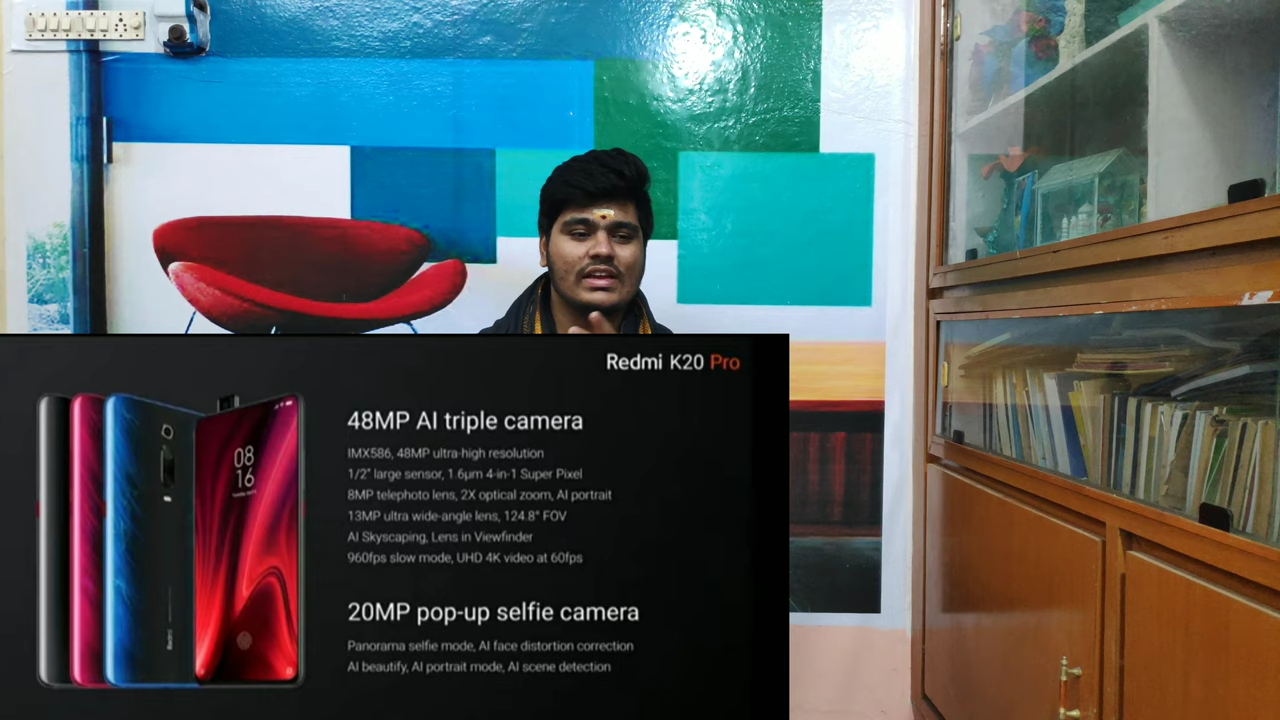 Redmi K20 Pro
48MP AI triple camera
IMX586, 48MP ultra-high resolution
1/2" large sensor, 1.6μm 4-in-1 Super Pixel
8MP telephoto lens, 2X optical zoom, AI portrait
13MP ultra wide-angle lens, 124.8° FOV
AI Skyscaping, Lens in Viewfinder
960fps slow mode, UHD 4K video at 60fps
20MP pop-up selfie camera
Panorama selfie mode, AI face distortion correction
AI beautify, AI portrait mode, AI scene detection
08
16
Redmi